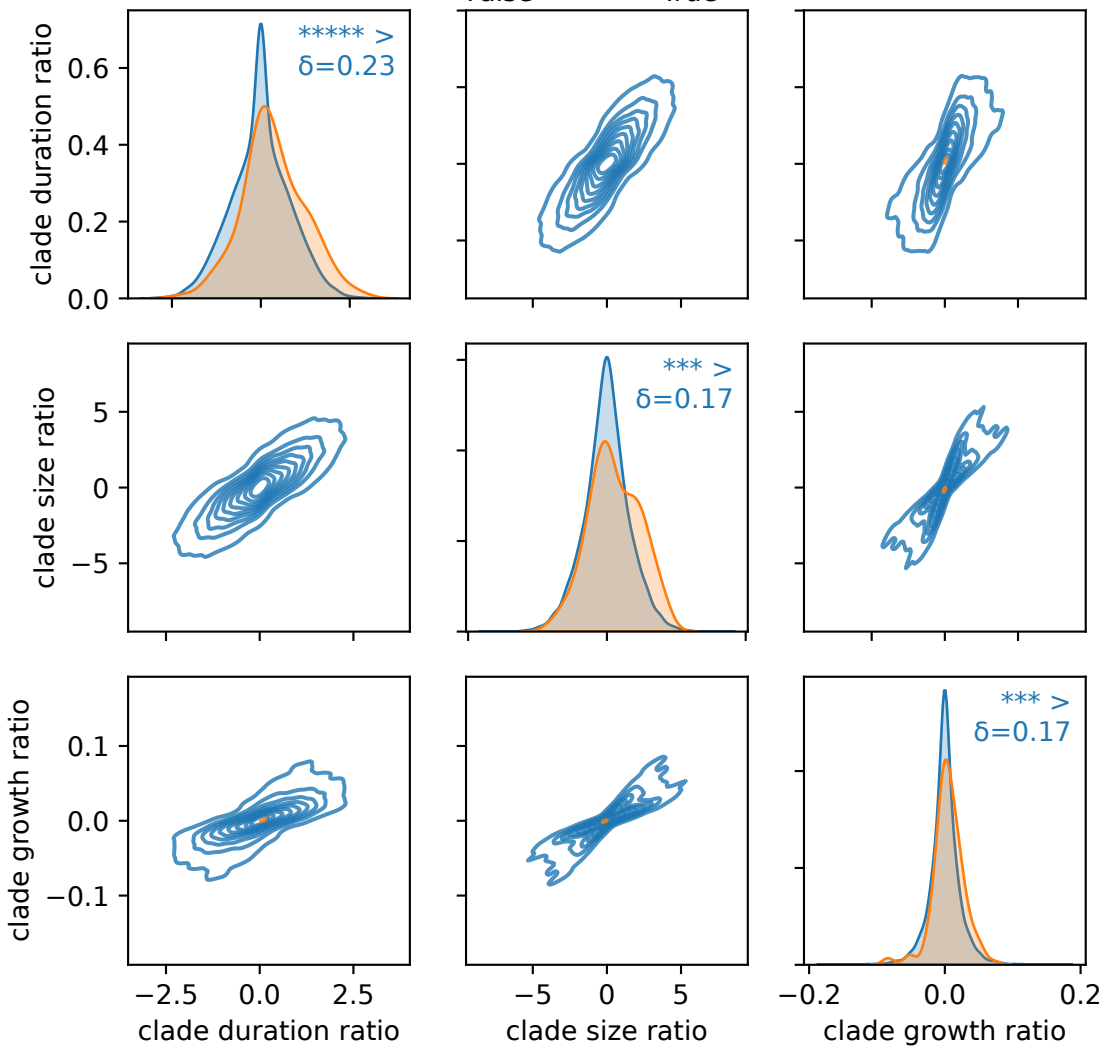 ***** >
δ=0.23
clade duration ratio
0.6
0.4
0.2
0.0
*** >
δ=0.17
clade size ratio
5
0
−5
*** >
δ=0.17
clade growth ratio
0.1
0.0
−0.1
−2.5 0.0 2.5
−5 0 5
−0.2 0.0 0.2
clade duration ratio
clade size ratio
clade growth ratio